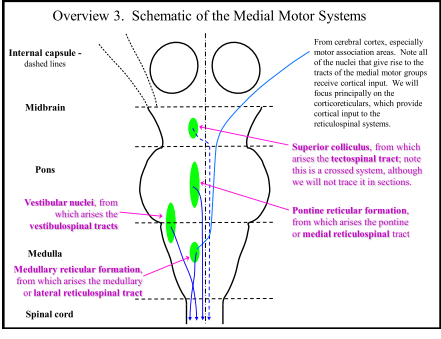 Overview 3.  Schematic of the Medial Motor Systems
Internal capsule -
dashed lines
From cerebral cortex, especially
motor association areas. Note all
of the nuclei that give rise to the
tracts of the medial motor groups
receive cortical input. We will
focus principally on the
corticoreticulars, which provide
cortical input to the
reticulospinal systems.
Midbrain
Superior colliculus, from which
arises the tectospinal tract; note
this is a crossed system, although
we will not trace it in sections.
Pons
Vestibular nuclei, from
which arises the
vestibulospinal tracts
Pontine reticular formation,
from which arises the pontine
or medial reticulospinal tract
Medulla
Medullary reticular formation,
from which arises the medullary
or lateral reticulospinal tract
Spinal cord